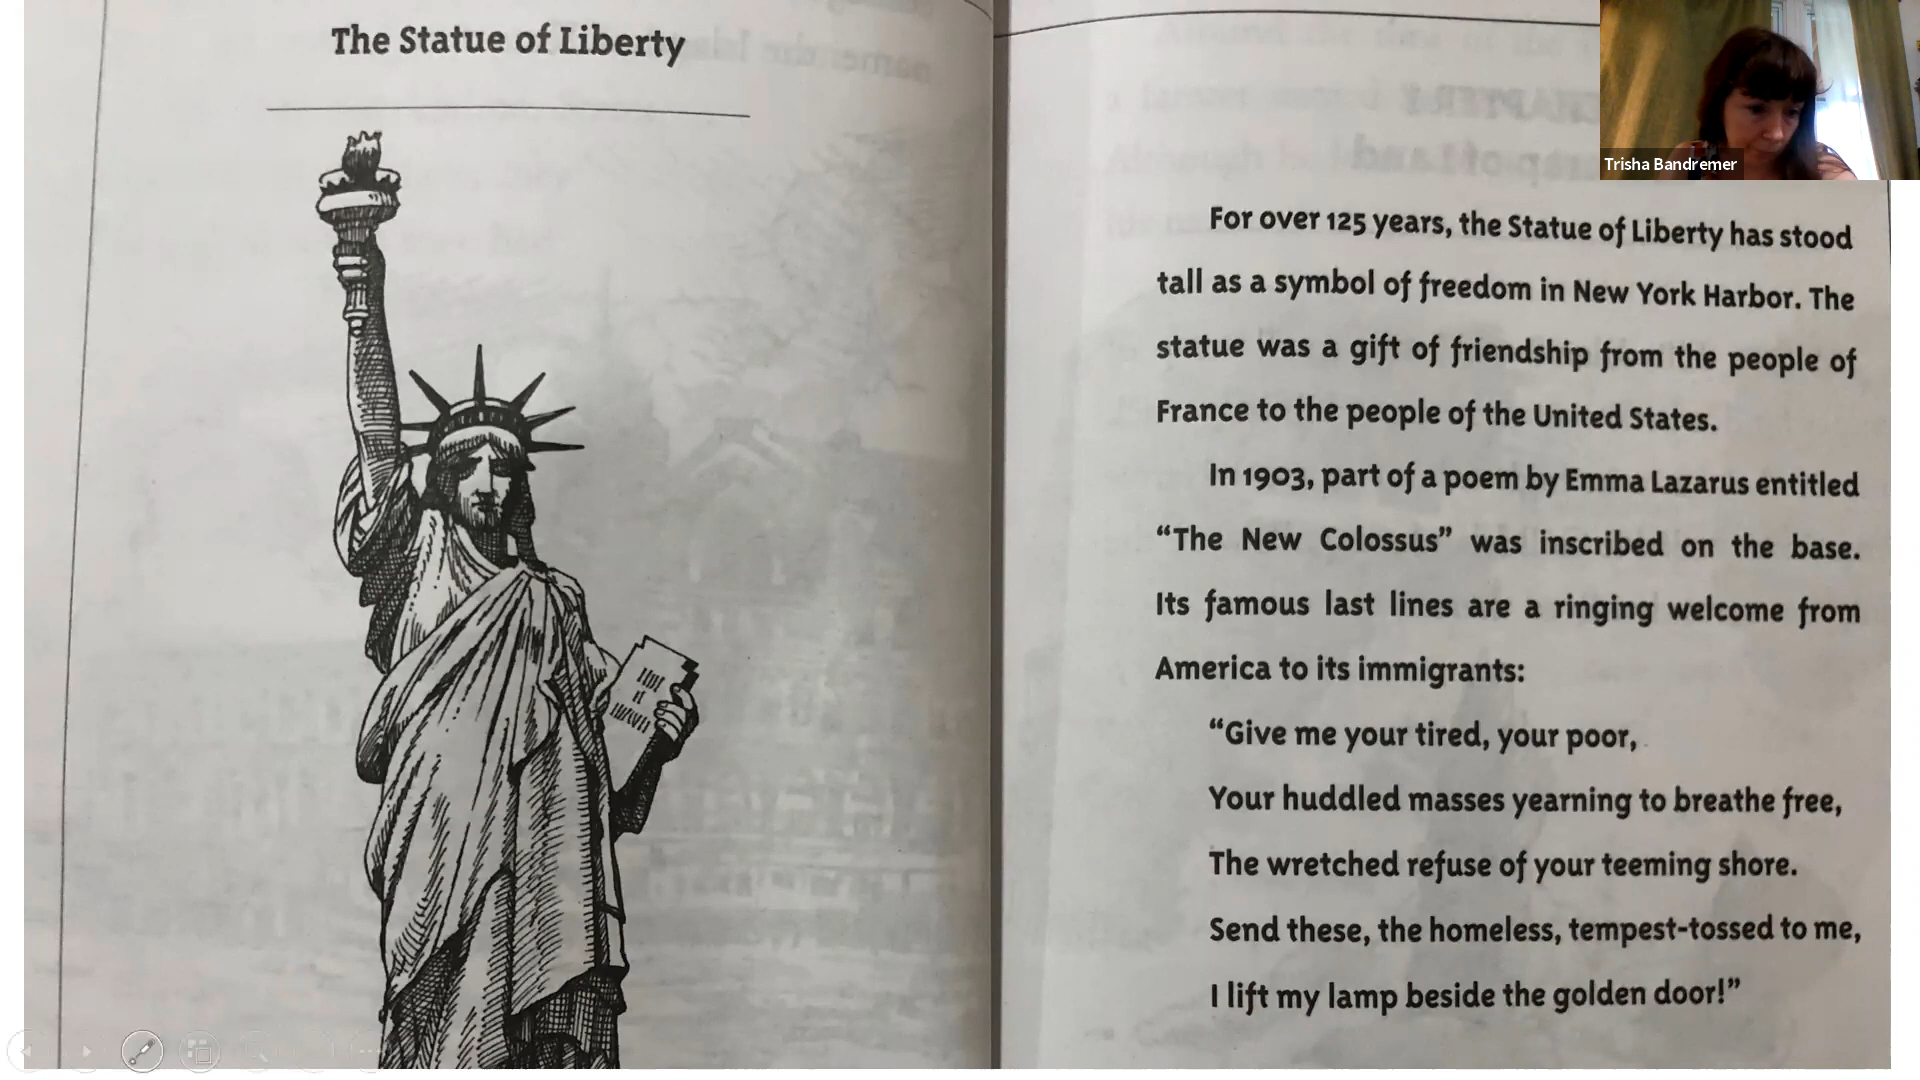 The Statue of Liberty
Trisha Bandremer
For over 125 years, the Statue of Liberty has stood
tall as a symbol of freedom in New York Harbor. The
statue was a gift of friendship from the people of
France to the people of the United States.
In 1903, part of a poem by Emma Lazarus entitled
“The New Colossus” was inscribed on the base.
Its famous last lines are a ringing welcome from
America to its immigrants:
“Give me your tired, your poor,
Your huddled masses yearning to breathe free,
The wretched refuse of your teeming shore.
Send these, the homeless, tempest-tossed to me,
I lift my lamp beside the golden door!”